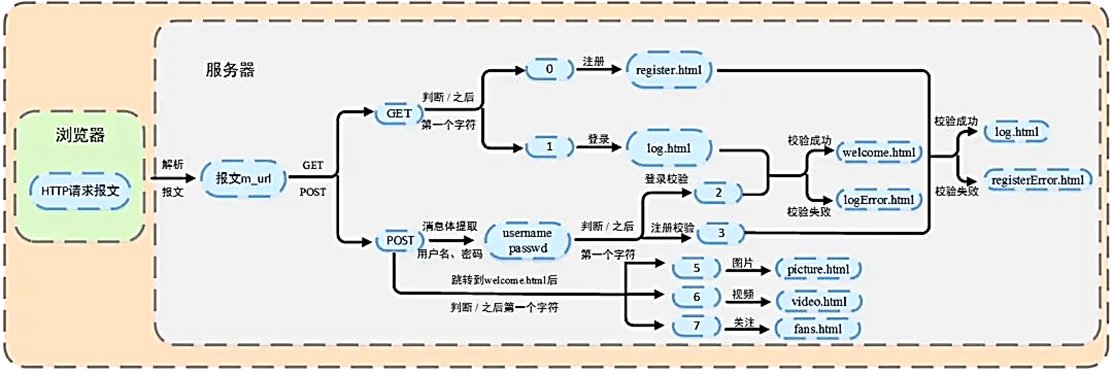 服务器
浏览器
HTTP请求报文
解析
报文
报文m_url
GET
POST
GET
判断 / 之后
第一个字符
0
注册
register.html
1
登录
log.html
登录校验
2
校验成功
welcome.html
校验失败
logError.html
校验成功
log.html
校验失败
registerError.html
POST
消息体提取
用户名、密码
username
passwd
判断 / 之后
第一个字符
注册校验
3
跳转到welcome.html后
判断 / 之后第一个字符
5
图片
picture.html
6
视频
video.html
7
关注
fans.html